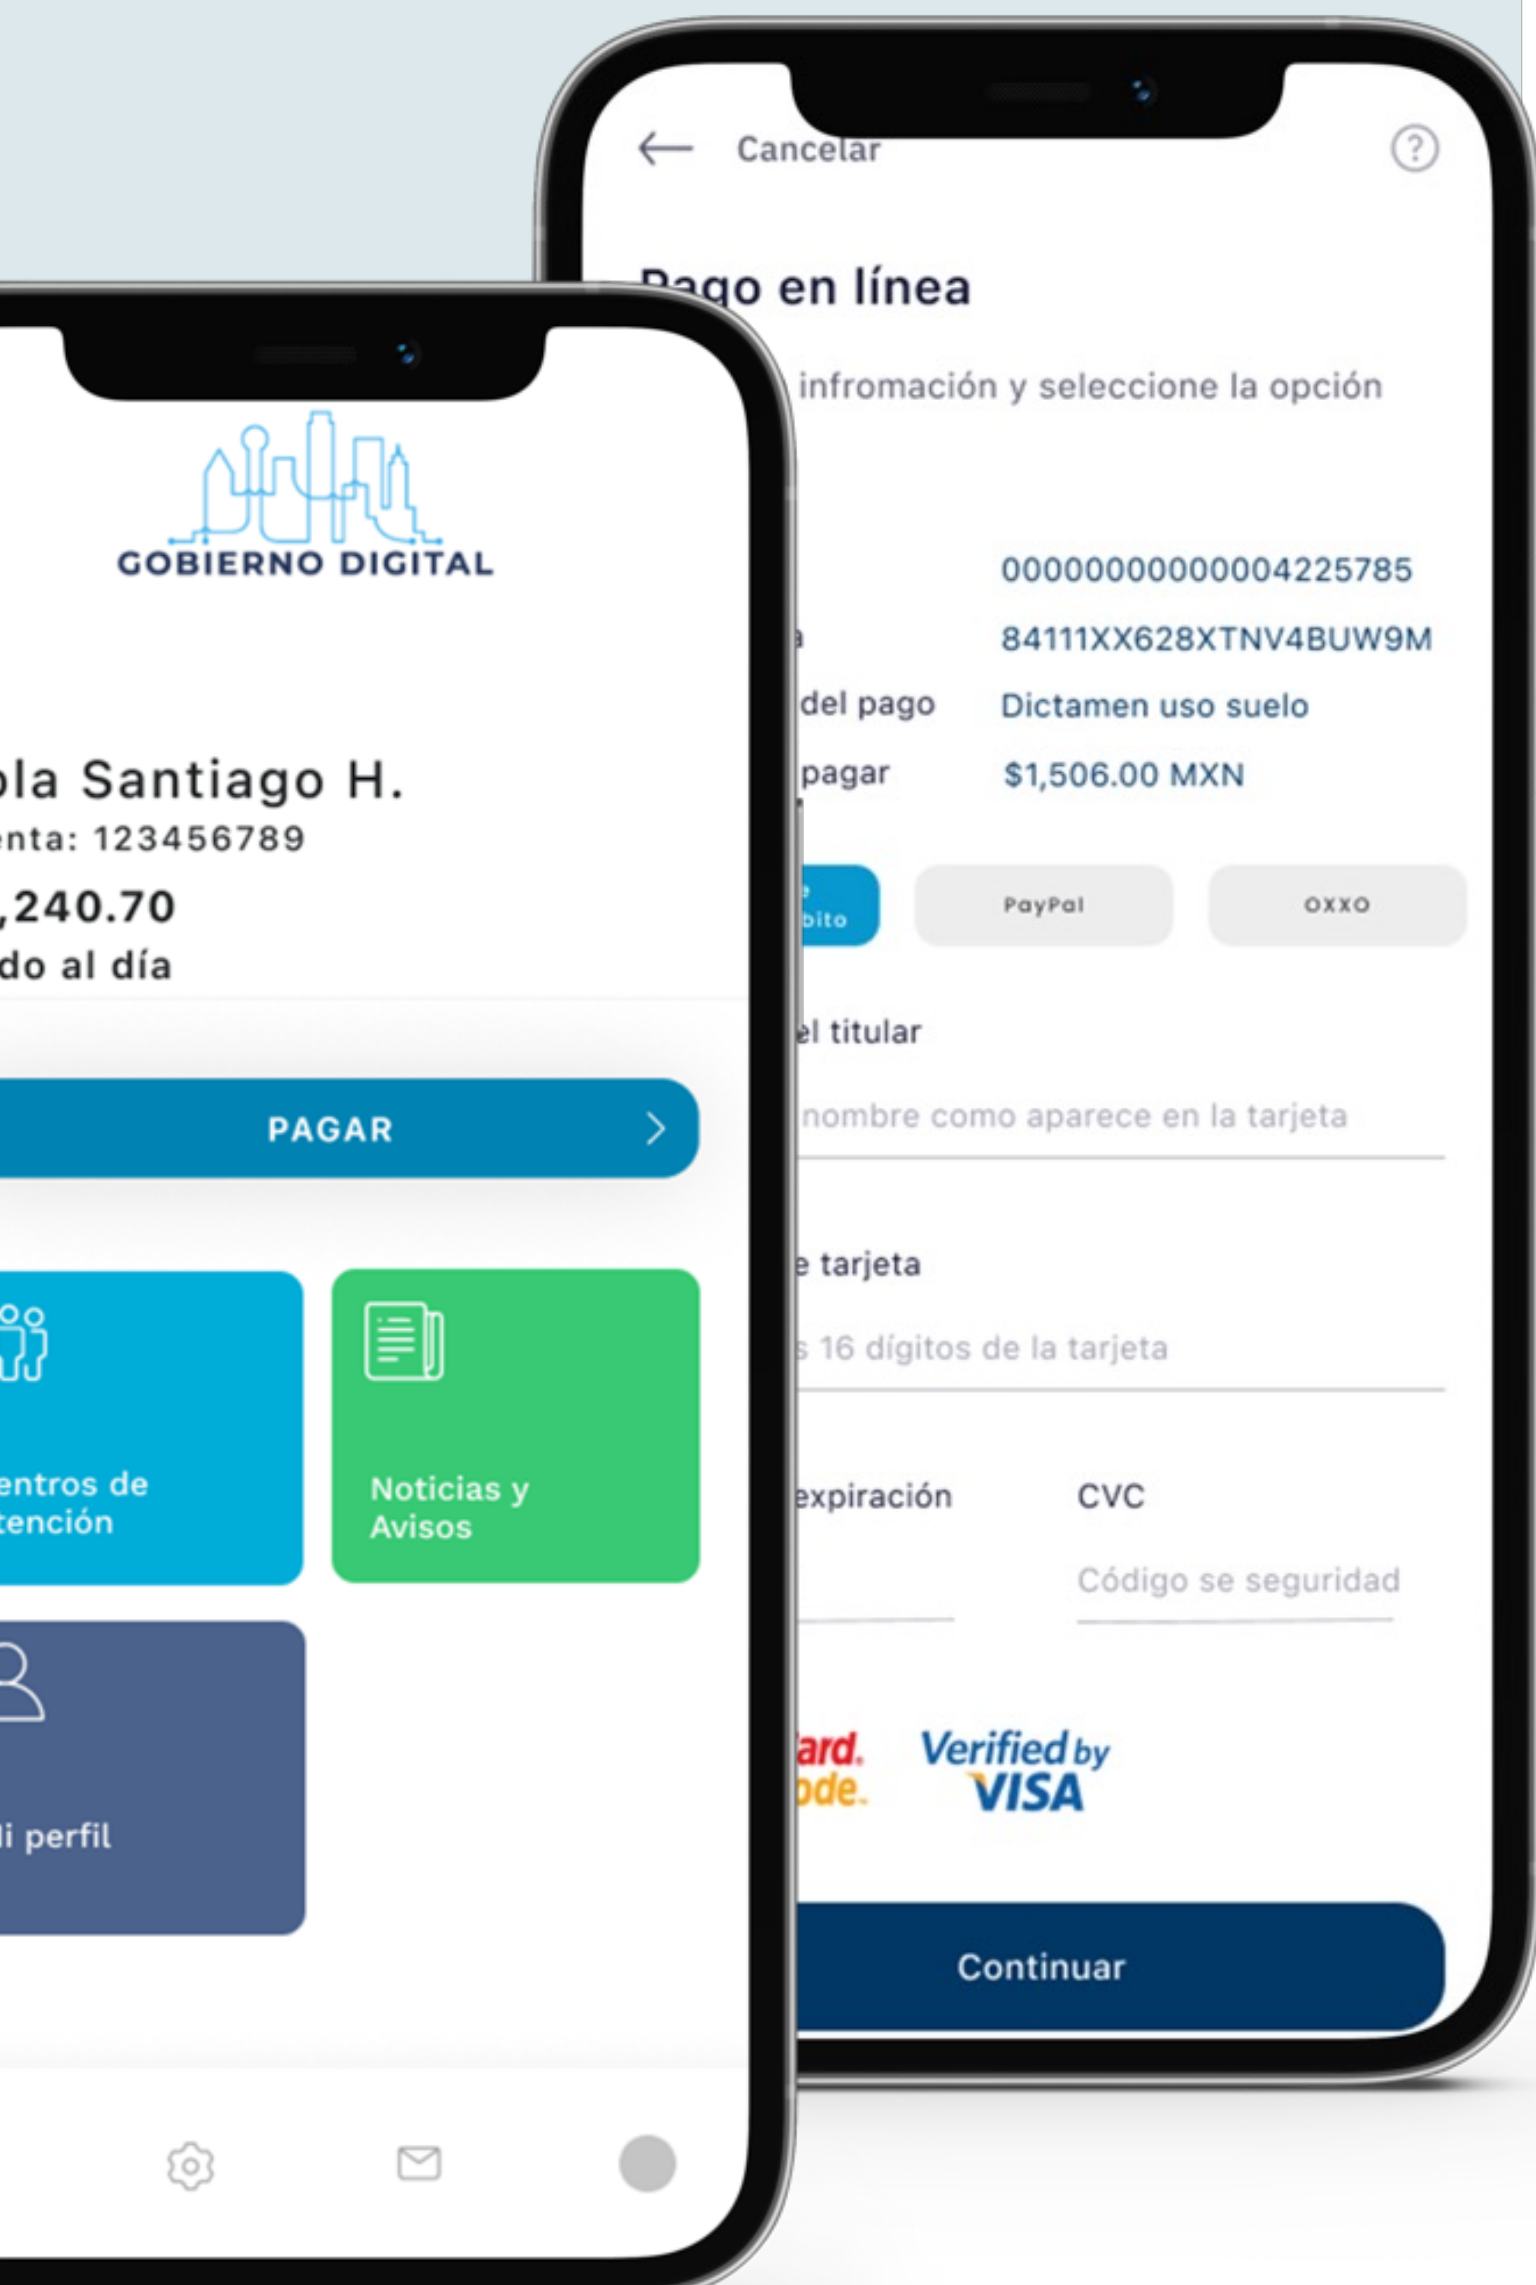 Cancelar
Pago en línea
infromación y seleccione la opción
00000000000004225785
84111XX628XTNV4BUW9M
del pago Dictamen uso suelo
pagar $1,506.00 MXN
bito
PayPal
OXXO
el titular
nombre como aparece en la tarjeta
e tarjeta
s 16 dígitos de la tarjeta
expiración CVC
Código se seguridad
ard.
ode.
Verified by
VISA
Continuar
GOBIERNO DIGITAL
ola Santiago H.
enta: 123456789
,240.70
do al día
PAGAR
entros de
tención
Noticias y
Avisos
i perfil